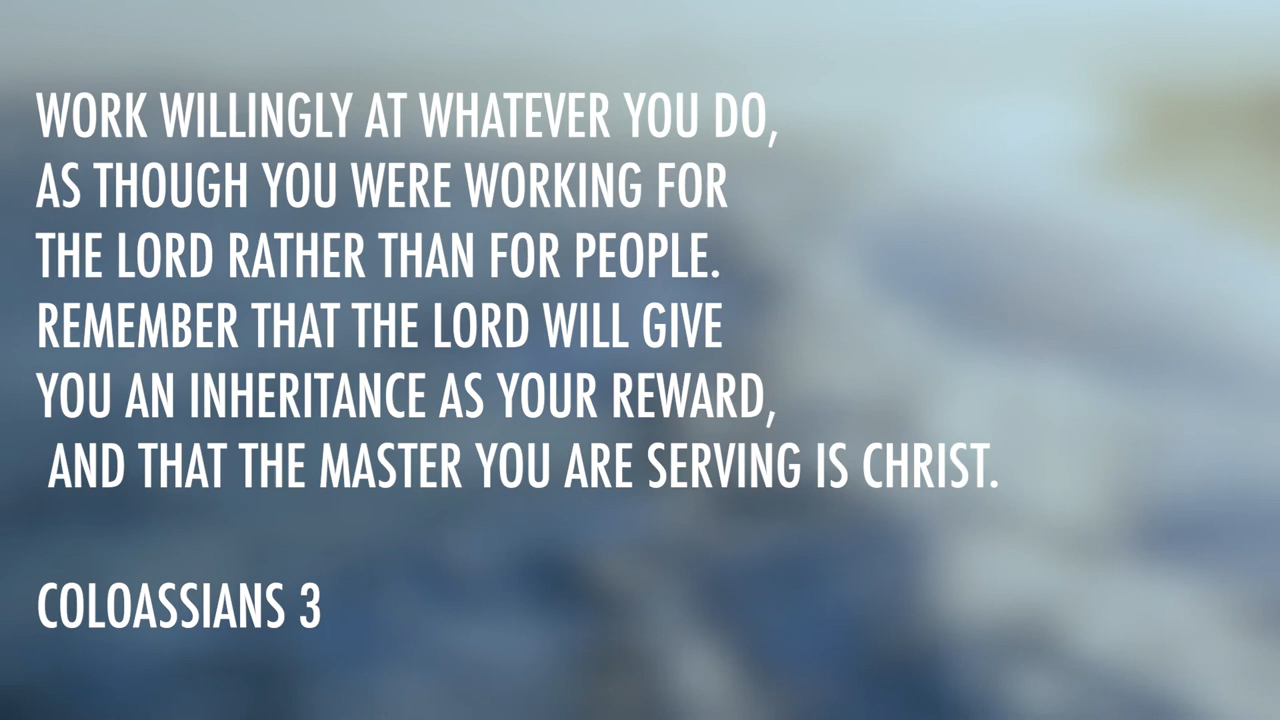 WORK WILLINGLY AT WHATEVER YOU DO,
AS THOUGH YOU WERE WORKING FOR
THE LORD RATHER THAN FOR PEOPLE.
REMEMBER THAT THE LORD WILL GIVE
YOU AN INHERITANCE AS YOUR REWARD,
AND THAT THE MASTER YOU ARE SERVING IS CHRIST.
COLOASSIANS 3